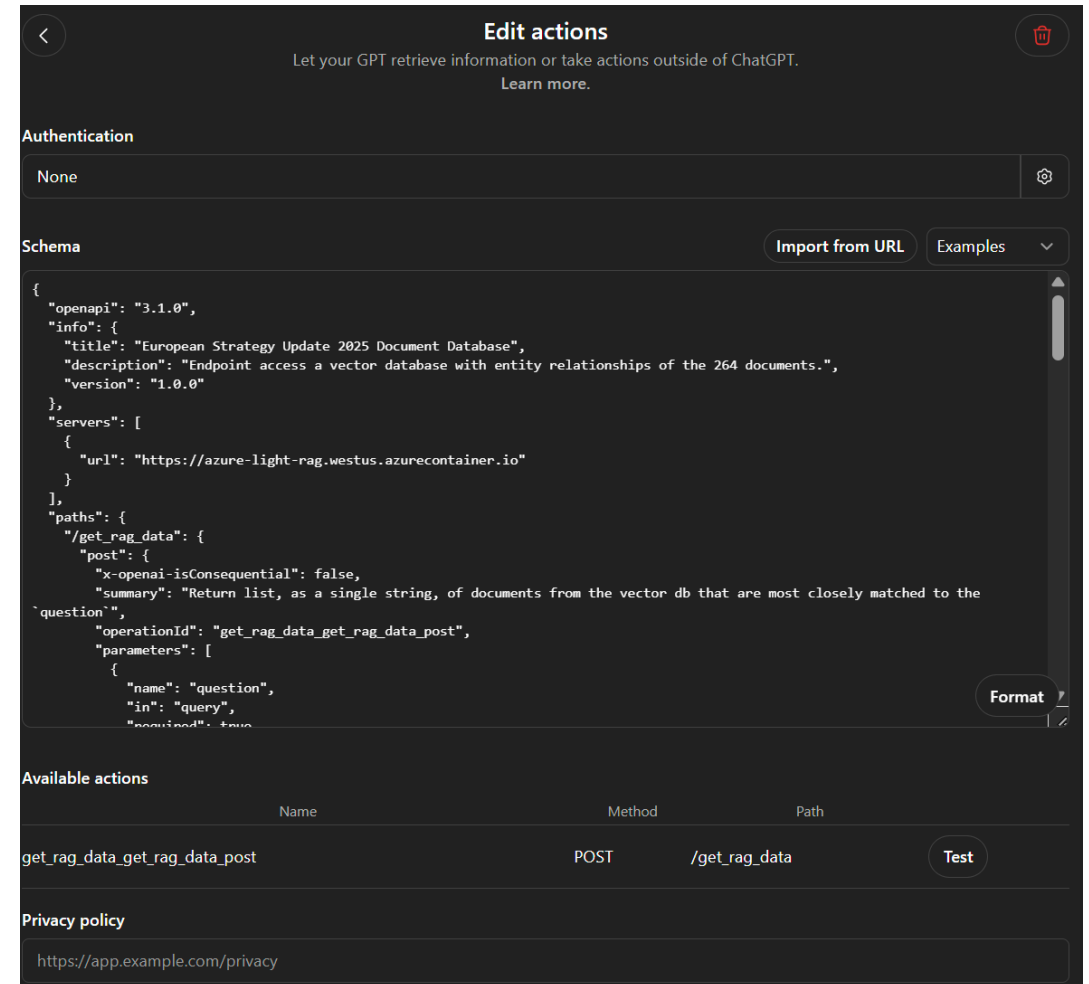 Edit actions
Let your GPT retrieve information or take actions outside of ChatGPT.
Learn more.
Authentication
None
Schema
Import from URL
Examples
{
  "openapi": "3.1.0",
  "info": {
    "title": "European Strategy Update 2025 Document Database",
    "description": "Endpoint access a vector database with entity relationships of the 264 documents.",
    "version": "1.0.0"
  },
  "servers": [
    {
      "url": "https://azure-light-rag.westus.azurecontainer.io"
    }
  ],
  "paths": {
    "/get_rag_data": {
      "post": {
        "x-openai-isConsequential": false,
        "summary": "Return list, as a single string, of documents from the vector db that are most closely matched to the
`question`",
        "operationId": "get_rag_data_get_rag_data_post",
        "parameters": [
          {
            "name": "question",
            "in": "query",
            "required": true
Format
Available actions
Name Method Path
get_rag_data_get_rag_data_post POST /get_rag_data Test
Privacy policy
https://app.example.com/privacy